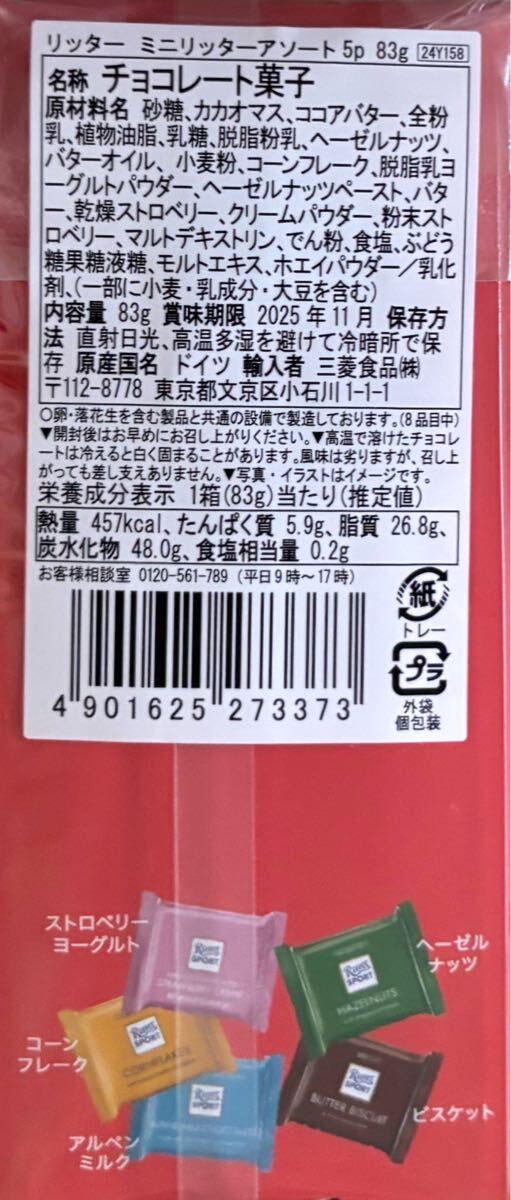 リッター ミニリッターアソート 5p 83g 24Y158
名称 チョコレート菓子
原材料名 砂糖、カカオマス、ココアバター、全粉
乳、植物油脂、乳糖、脱脂粉乳、ヘーゼルナッツ、
バターオイル、小麦粉、コーンフレーク、脱脂乳ヨ
ーグルトパウダー、ヘーゼルナッツペースト、バタ
ー、乾燥ストロベリー、クリームパウダー、粉末スト
ロベリー、マルトデキストリン、でん粉、食塩、ぶどう
糖果糖液糖、モルトエキス、ホエイパウダー／乳化
剤、(一部に小麦・乳成分・大豆を含む)
内容量 83g 賞味期限 2025年11月 保存方
法 直射日光、高温多湿を避けて冷暗所で保
存 原産国名 ドイツ 輸入者 三菱食品㈱
〒112-8778 東京都文京区小石川1-1-1
○卵・落花生を含む製品と共通の設備で製造しております。(8品目中)
▼開封後はお早めにお召し上がりください。▼高温で溶けたチョコレ
ートは冷えると白く固まることがあります。風味は劣りますが、召し上
がっても差し支えありません。▼写真・イラストはイメージです。
栄養成分表示 1箱(83g)当たり(推定値)
熱量 457kcal、たんぱく質 5.9g、脂質 26.8g、
炭水化物 48.0g、食塩相当量 0.2g
お客様相談室 0120-561-789 (平日9時～17時)
紙
トレー
プラ
外袋
個包装
4 901625 273373
ストロベリー
ヨーグルト
Ritter
SPORT
ヘーゼル
ナッツ
Ritter
SPORT
HAZELNUTS
コーン
フレーク
Ritter
SPORT
CORNFLAKES
アルペン
ミルク
Ritter
SPORT
ビスケット
Ritter
SPORT
BUTTER BISCUIT